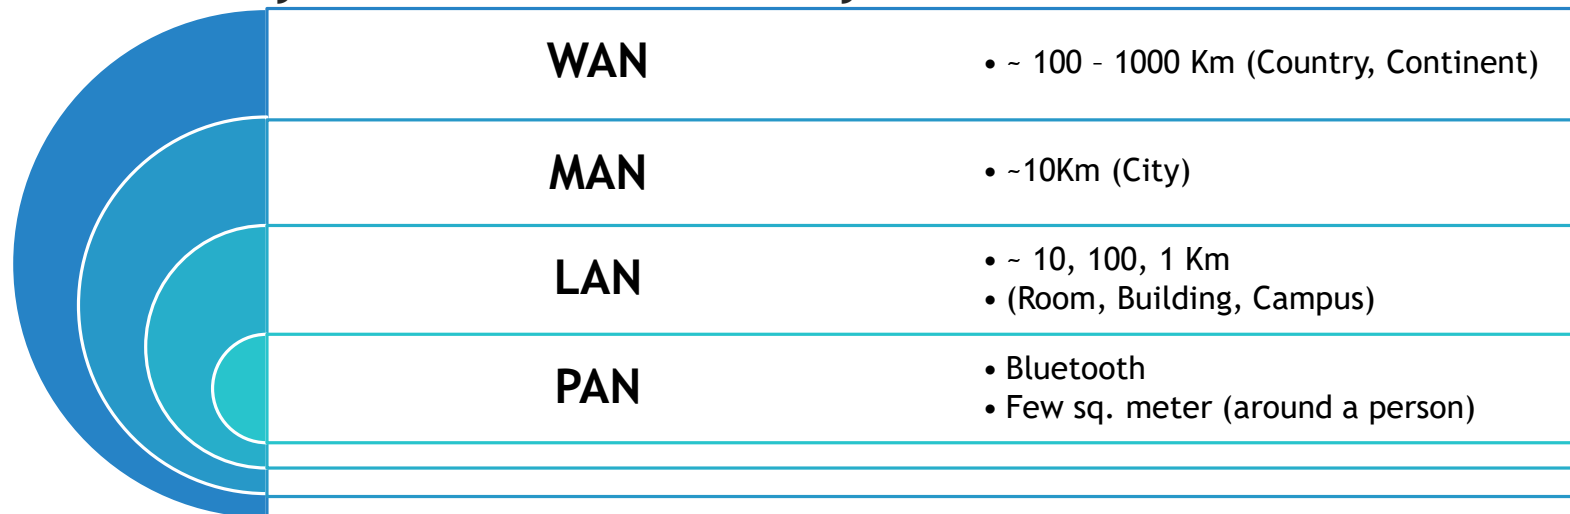 WAN
• ~ 100 – 1000 Km (Country, Continent)
MAN
• ~10Km (City)
LAN
• ~ 10, 100, 1 Km
• (Room, Building, Campus)
PAN
• Bluetooth
• Few sq. meter (around a person)